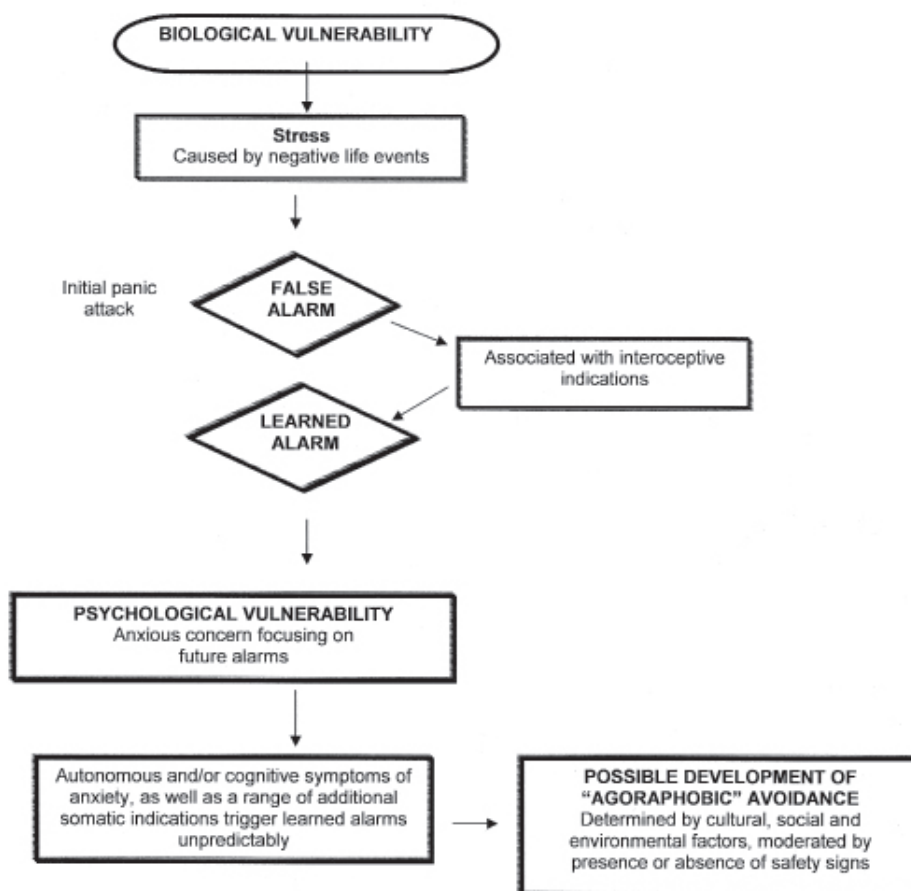 BIOLOGICAL VULNERABILITY
Stress
Caused by negative life events
Initial panic
attack
FALSE
ALARM
Associated with interoceptive
indications
LEARNED
ALARM
PSYCHOLOGICAL VULNERABILITY
Anxious concern focusing on
future alarms
Autonomous and/or cognitive symptoms of
anxiety, as well as a range of additional
somatic indications trigger learned alarms
unpredictably
POSSIBLE DEVELOPMENT OF
“AGORAPHOBIC” AVOIDANCE
Determined by cultural, social and
environmental factors, moderated by
presence or absence of safety signs